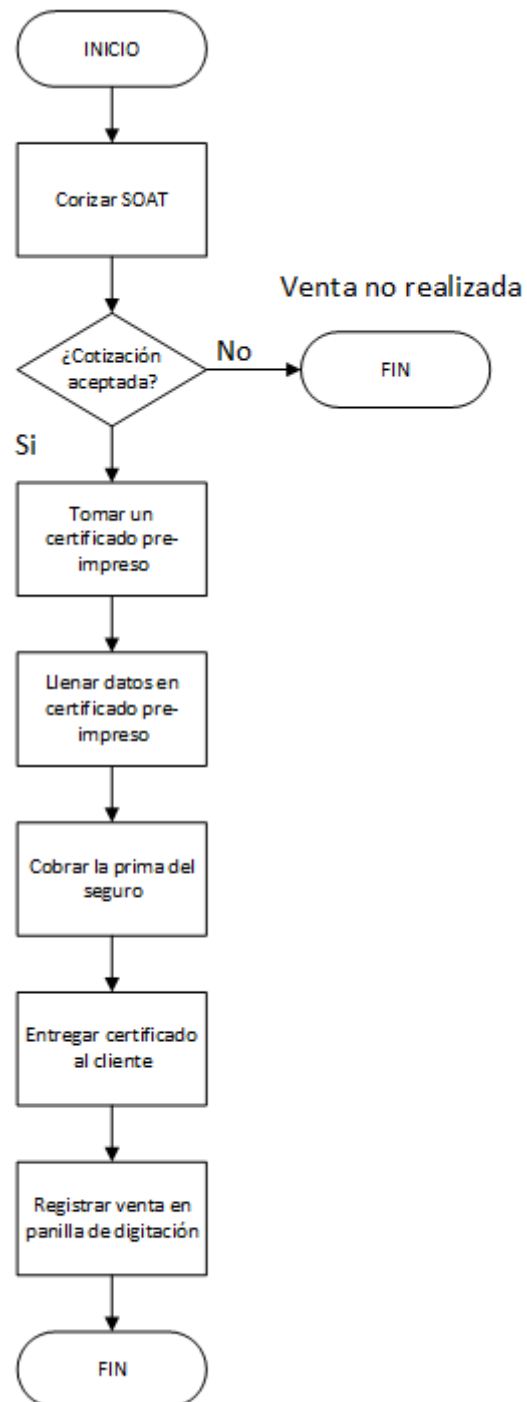 INICIO
Corizar SOAT
Venta no realizada
¿Cotización
aceptada?
No
FIN
Si
Tomar un
certificado pre-
impreso
Llenar datos en
certificado pre-
impreso
Cobrar la prima del
seguro
Entregar certificado
al cliente
Registrar venta en
panilla de digitación
FIN